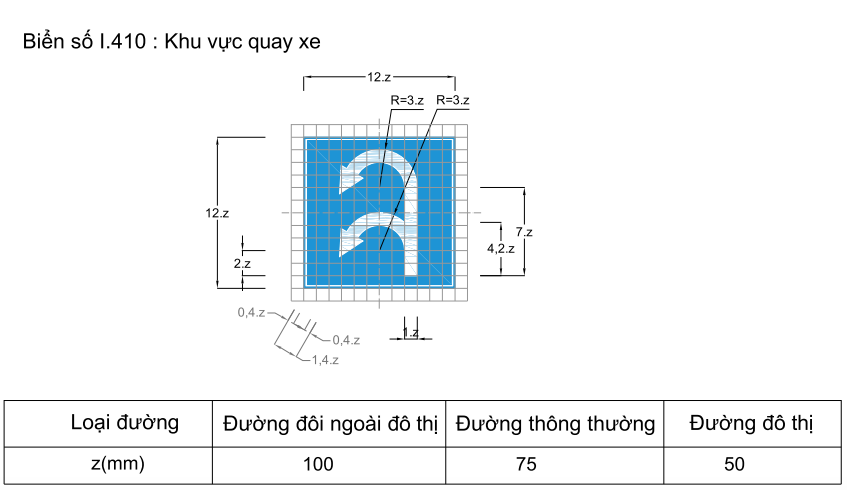 Biển số I.410 : Khu vực quay xe
12.z
R=3.z R=3.z
12.z
7.z
4,2.z
2.z
0,4.z
1.z
0,4.z
1,4.z
Loại đường Đường đôi ngoài đô thị Đường thông thường Đường đô thị
z(mm) 100 75 50